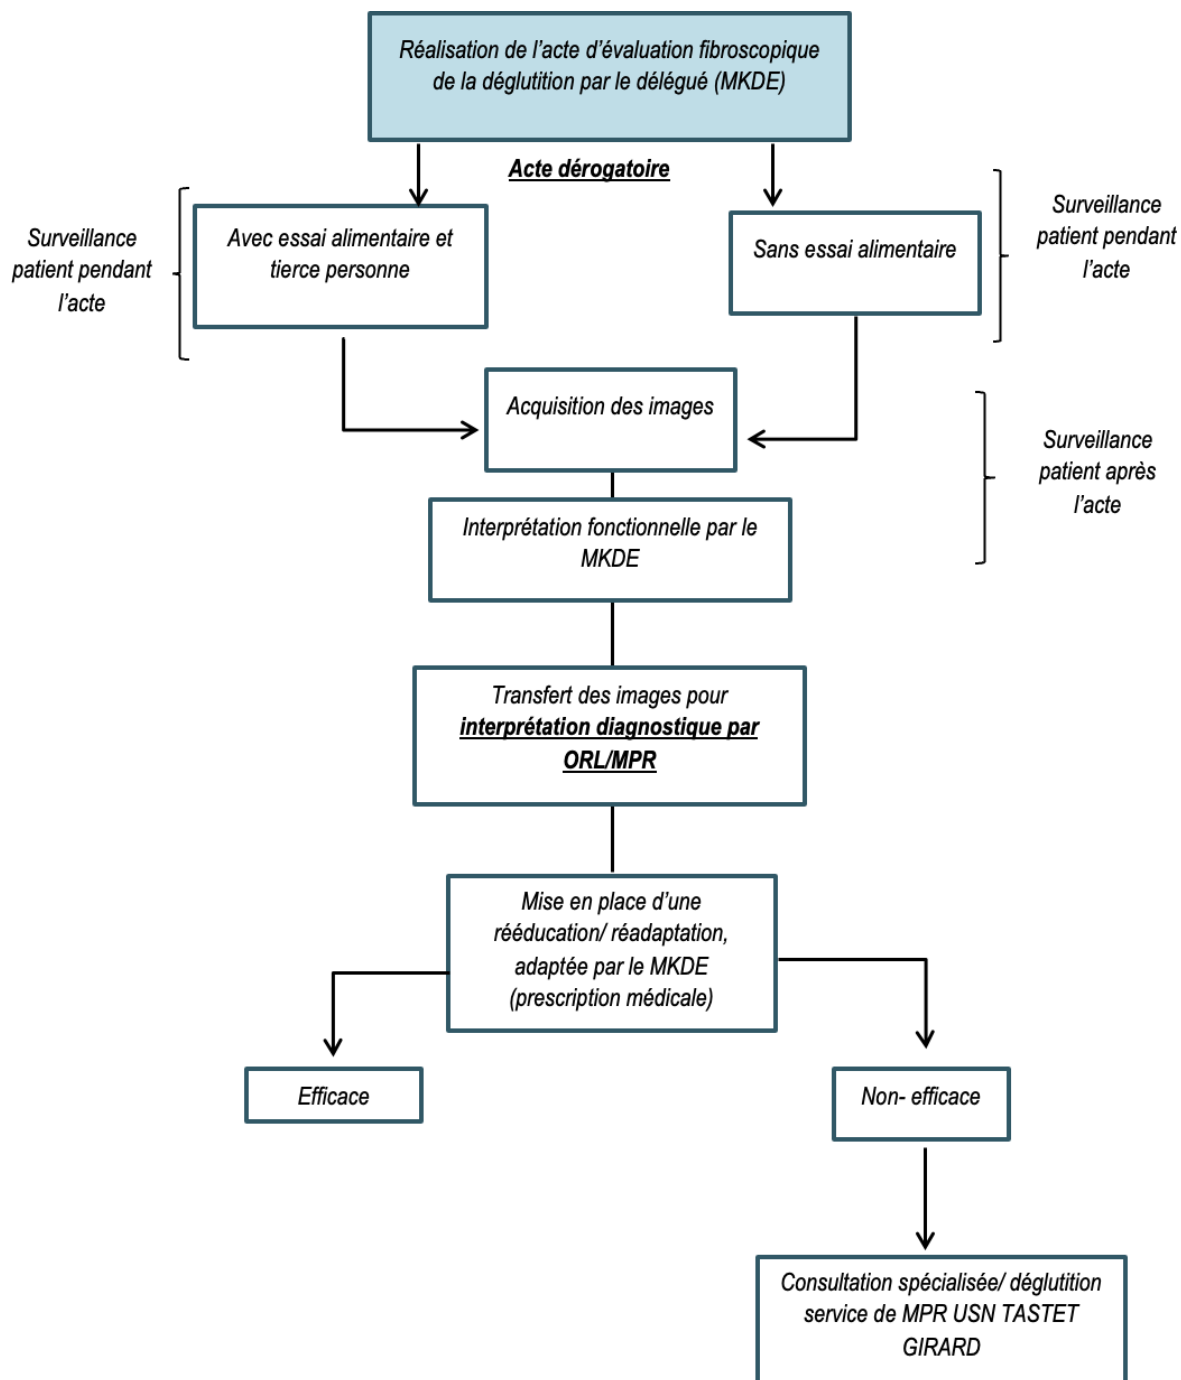 Réalisation de l'acte d'évaluation fibroscopique
de la déglutition par le délégué (MKDE)
Acte dérogatoire
Surveillance
patient pendant
l'acte
Avec essai alimentaire et
tierce personne
Sans essai alimentaire
Surveillance
patient pendant
l'acte
Acquisition des images
Surveillance
patient après
l'acte
Interprétation fonctionnelle par le
MKDE
Transfert des images pour
interprétation diagnostique par
ORL/MPR
Mise en place d'une
rééducation/ réadaptation,
adaptée par le MKDE
(prescription médicale)
Efficace
Non- efficace
Consultation spécialisée/ déglutition
service de MPR USN TASTET
GIRARD